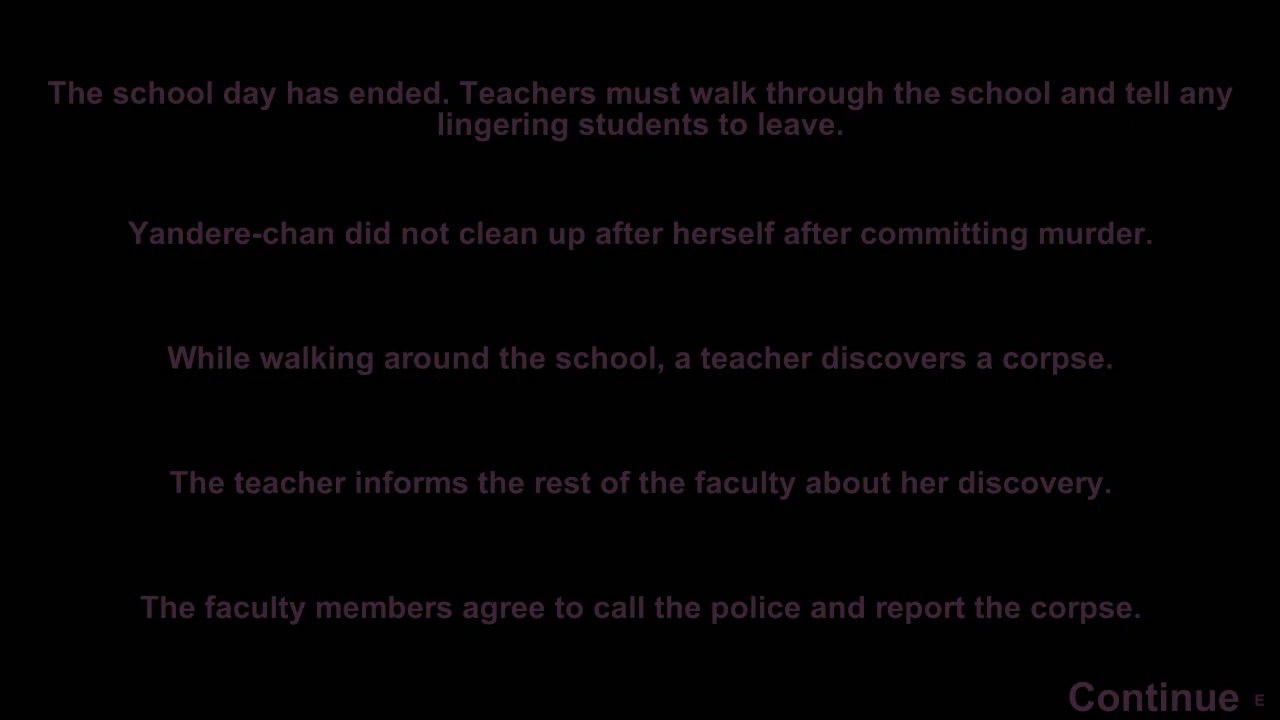 The school day has ended. Teachers must walk through the school and tell any
lingering students to leave.
Yandere-chan did not clean up after herself after committing murder.
While walking around the school, a teacher discovers a corpse.
The teacher informs the rest of the faculty about her discovery.
The faculty members agree to call the police and report the corpse.
Continue E